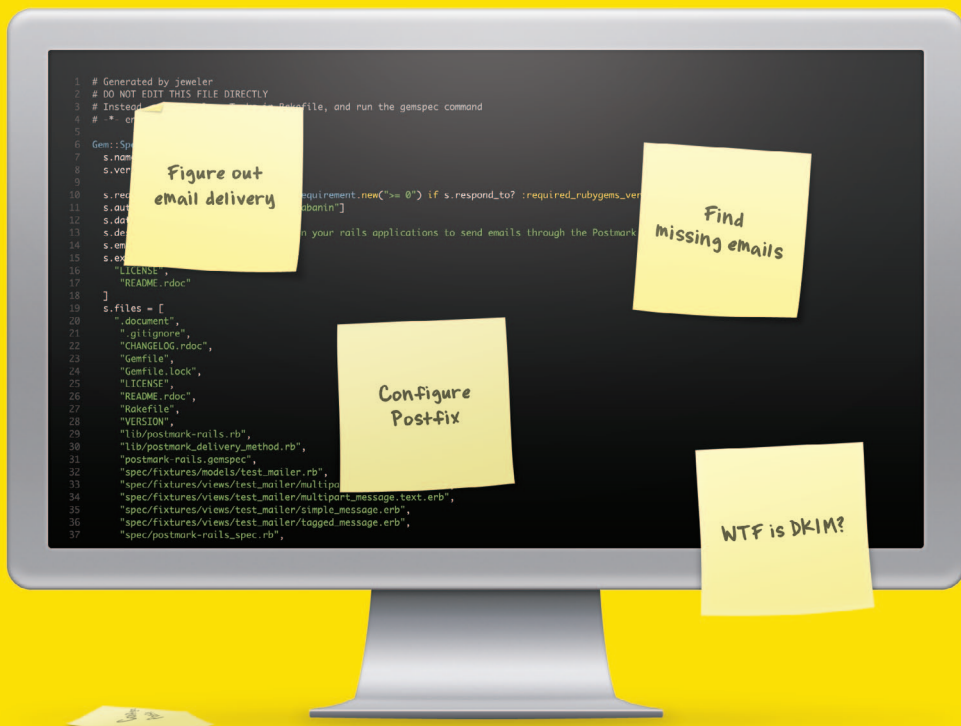 1 # Generated by jeweler
2 # DO NOT EDIT THIS FILE DIRECTLY
3 # Instead
4 # -*- en
5
6 Gem::Sp
7 s.nam
8 s.ver
9
10 s.req equirement.new(">= 0") if s.respond_to? :required_rubygems_ver
11 s.aut abanin"]
12 s.dat
13 s.de n your rails applications to send emails through the Postmark
14 s.em
15 s.ex
16 "LICENSE",
17 "README.rdoc"
18 ]
19 s.files = [
20 ".document",
21 ".gitignore",
22 "CHANGELOG.rdoc",
23 "Gemfile",
24 "Gemfile.lock",
25 "LICENSE",
26 "README.rdoc",
27 "Rakefile",
28 "VERSION",
29 "lib/postmark-rails.rb",
30 "lib/postmark_delivery_method.rb",
31 "postmark-rails.gemspec",
32 "spec/fixtures/models/test_mailer.rb",
33 "spec/fixtures/views/test_mailer/multipa
34 "spec/fixtures/views/test_mailer/multipart_message.text.erb",
35 "spec/fixtures/views/test_mailer/simple_message.erb",
36 "spec/fixtures/views/test_mailer/tagged_message.erb",
37 "spec/postmark-rails_spec.rb",
Figure out
email delivery
Find
missing emails
Configure
Postfix
WTF is DKIM?